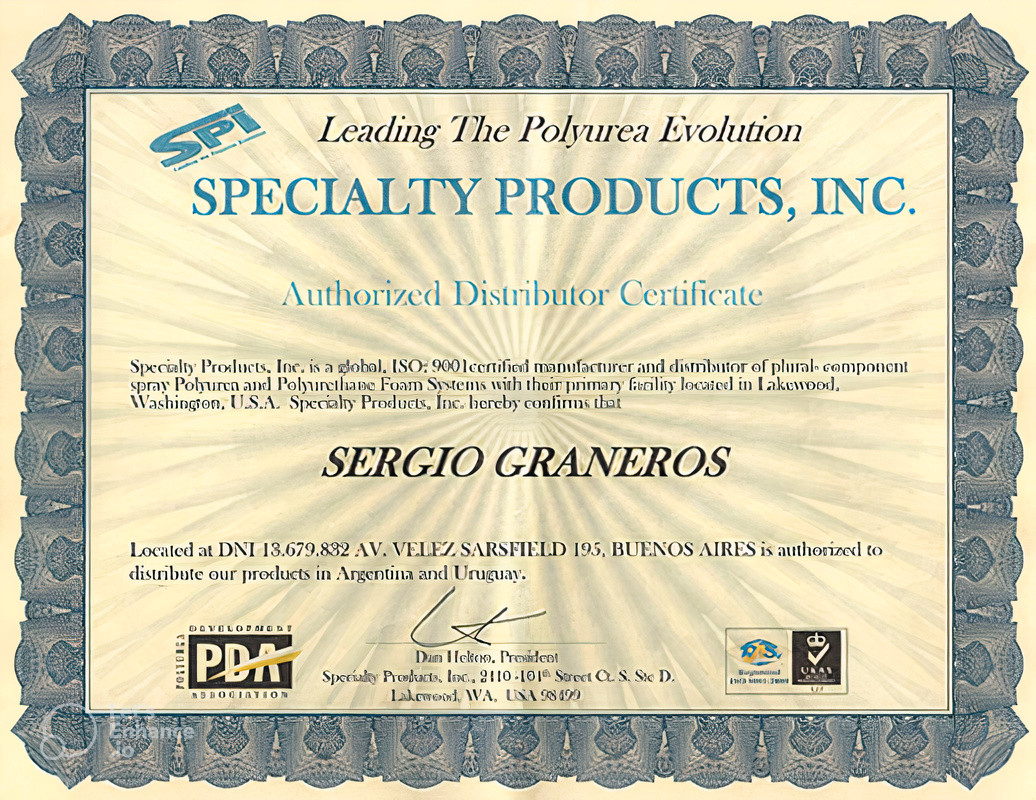 SPI
Leading The Polyurea Evolution
SPECIALTY PRODUCTS, INC.
Authorized Distributor Certificate
Specialty Products, Inc. is a global, ISO: 9001certified manufacturer and distributor of plural- component
spray Polyurea and Polyurethane Foam Systems with their primary facility located in Lakewood,
Washington, U.S.A. Specialty Products, Inc. hereby confirms that
SERGIO GRANEROS
Located at DNI 13.679.832 AV. VELEZ SARSFIELD 195, BUENOS AIRES is authorized to
distribute our products in Argentina and Uruguay.
DEVELOPMENT
POLYUREA
PDA
ASSOCIATION
President
Specialty Products, Inc., 2410 -104th Street Ct. S. Ste D.
Lakewood, WA, USA 98499
Registered
UKAS
Enhance
io